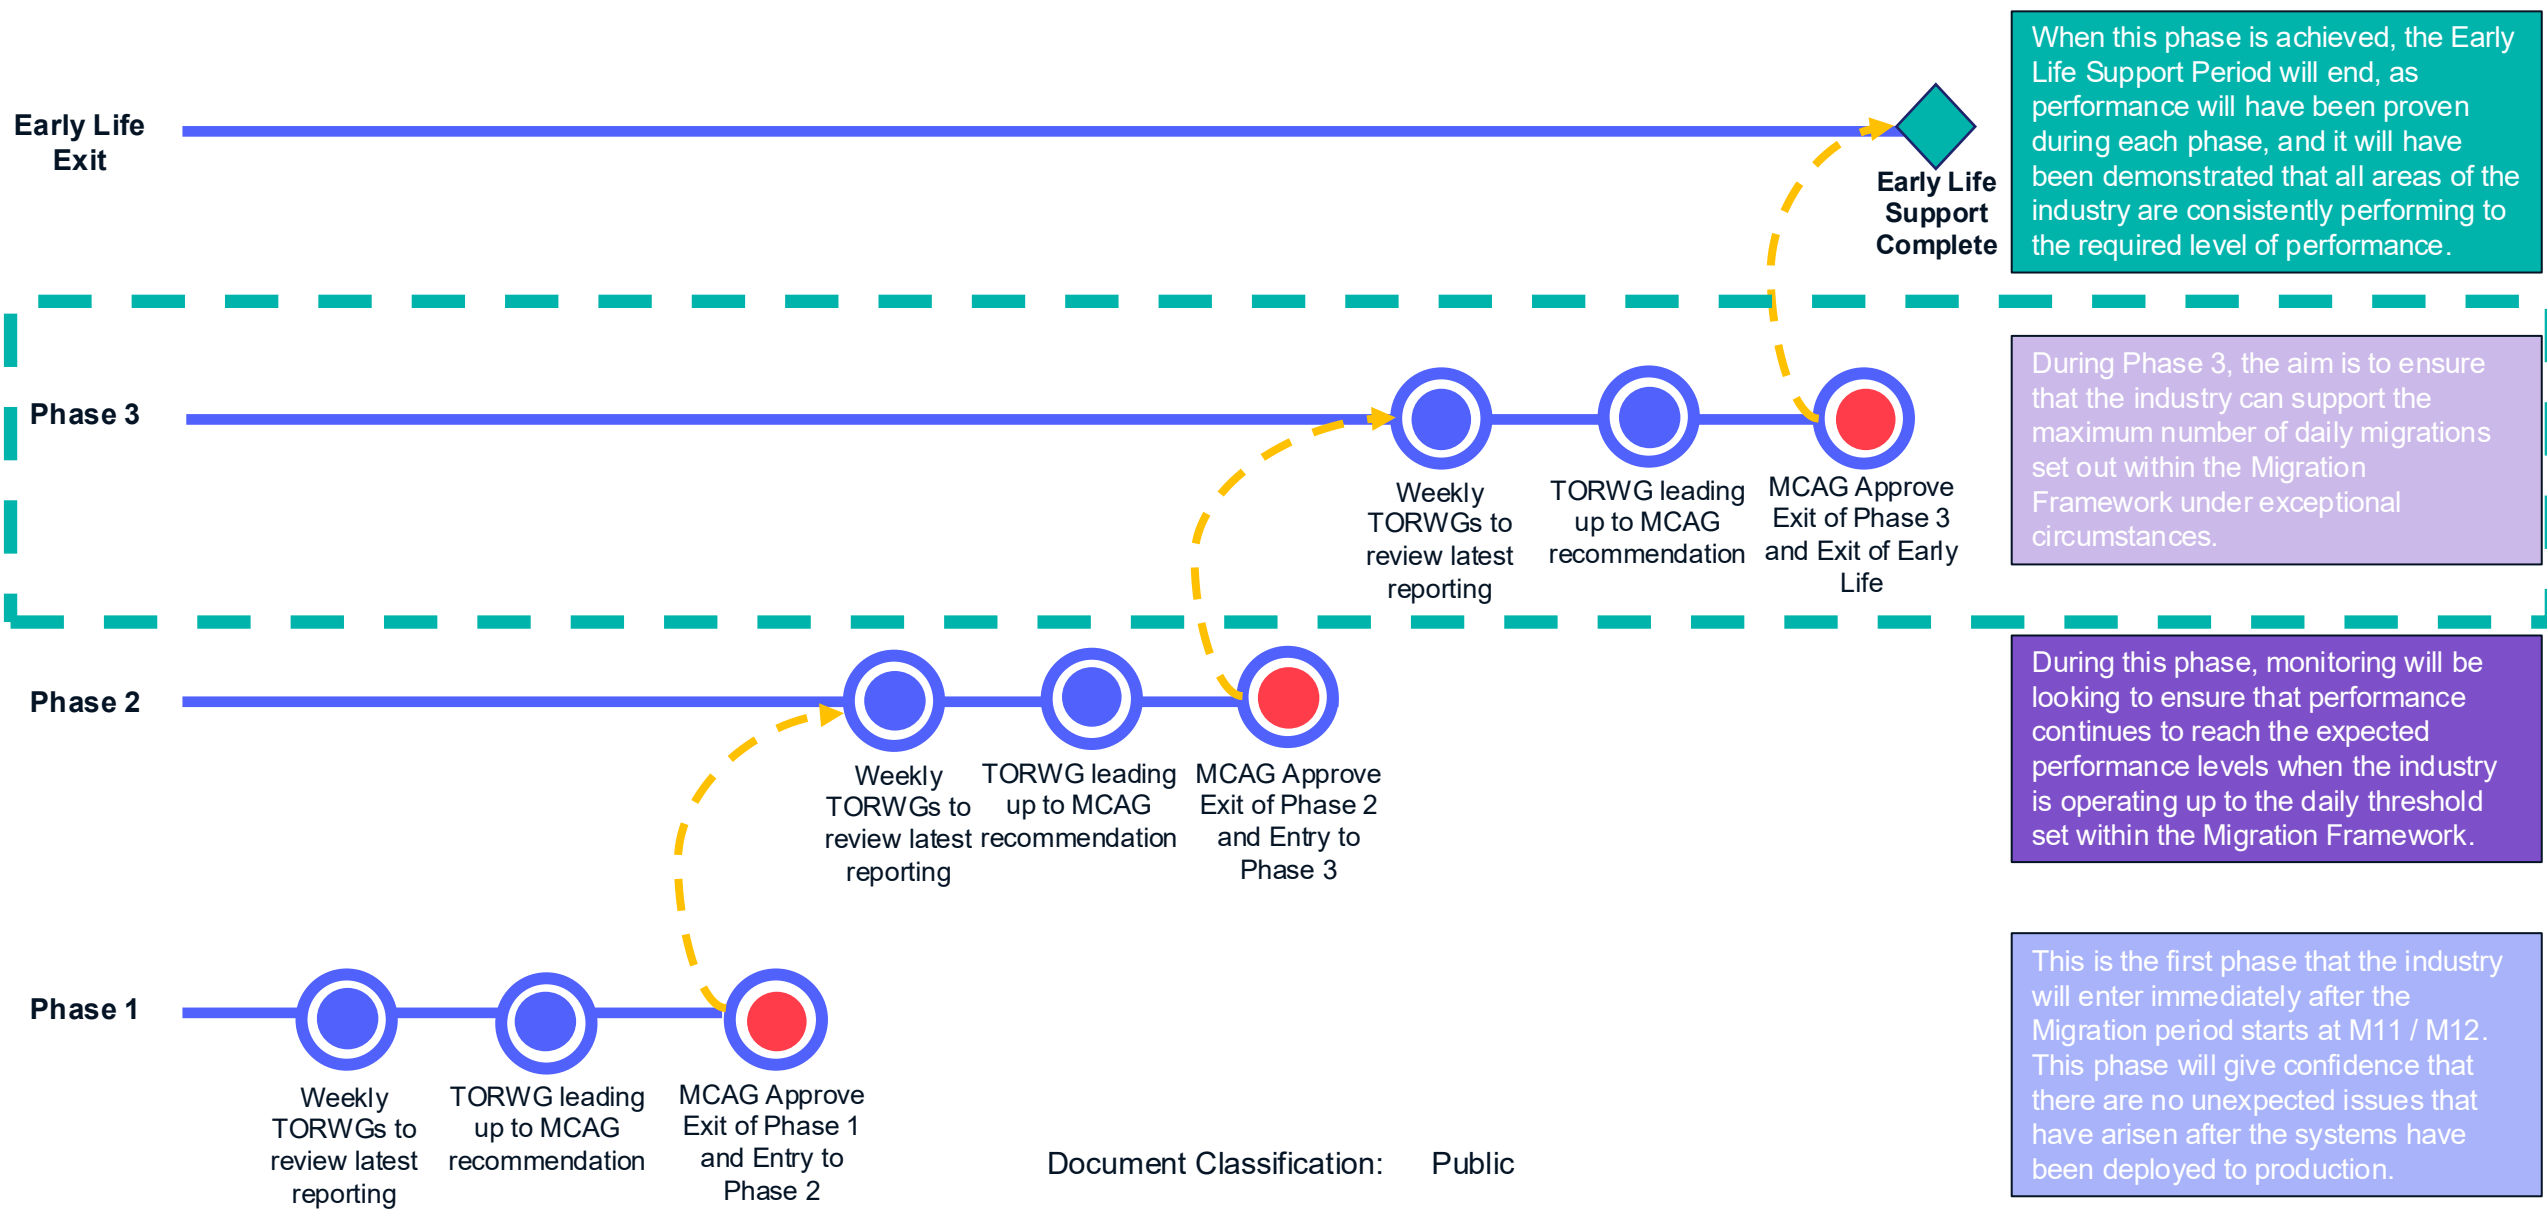 Early Life
Exit
Early Life
Support
Complete
When this phase is achieved, the Early
Life Support Period will end, as
performance will have been proven
during each phase, and it will have
been demonstrated that all areas of the
industry are consistently performing to
the required level of performance.
Phase 3
Weekly
TORWGs to
review latest
reporting
TORWG leading
up to MCAG
recommendation
MCAG Approve
Exit of Phase 3
and Exit of Early
Life
During Phase 3, the aim is to ensure
that the industry can support the
maximum number of daily migrations
set out within the Migration
Framework under exceptional
circumstances.
Phase 2
Weekly
TORWGs to
review latest
reporting
TORWG leading
up to MCAG
recommendation
MCAG Approve
Exit of Phase 2
and Entry to
Phase 3
During this phase, monitoring will be
looking to ensure that performance
continues to reach the expected
performance levels when the industry
is operating up to the daily threshold
set within the Migration Framework.
Phase 1
Weekly
TORWGs to
review latest
reporting
TORWG leading
up to MCAG
recommendation
MCAG Approve
Exit of Phase 1
and Entry to
Phase 2
This is the first phase that the industry
will enter immediately after the
Migration period starts at M11 / M12.
This phase will give confidence that
there are no unexpected issues that
have arisen after the systems have
been deployed to production.
Document Classification: Public